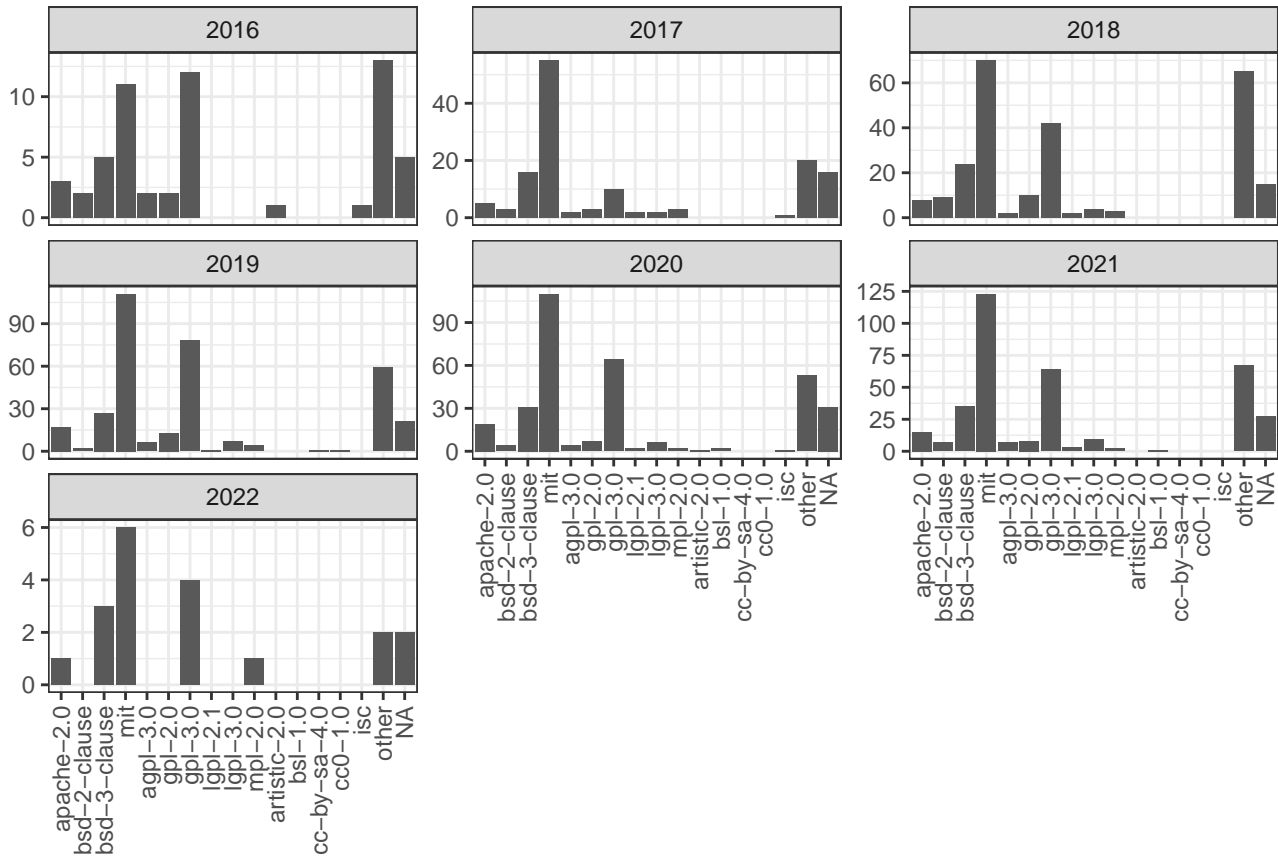 2016
2017
2018
10
5
0
40
20
0
60
40
20
0
2019
2020
2021
90
60
30
0
90
60
30
0
125
100
75
50
25
0
apache−2.0
bsd−2−clause
bsd−3−clause
mit
agpl−3.0
gpl−2.0
gpl−3.0
lgpl−2.1
lgpl−3.0
mpl−2.0
artistic−2.0
bsl−1.0
cc−by−sa−4.0
cc0−1.0
isc
other
NA
apache−2.0
bsd−2−clause
bsd−3−clause
mit
agpl−3.0
gpl−2.0
gpl−3.0
lgpl−2.1
lgpl−3.0
mpl−2.0
artistic−2.0
bsl−1.0
cc−by−sa−4.0
cc0−1.0
isc
other
NA
2022
6
4
2
0
apache−2.0
bsd−2−clause
bsd−3−clause
mit
agpl−3.0
gpl−2.0
gpl−3.0
lgpl−2.1
lgpl−3.0
mpl−2.0
artistic−2.0
bsl−1.0
cc−by−sa−4.0
cc0−1.0
isc
other
NA